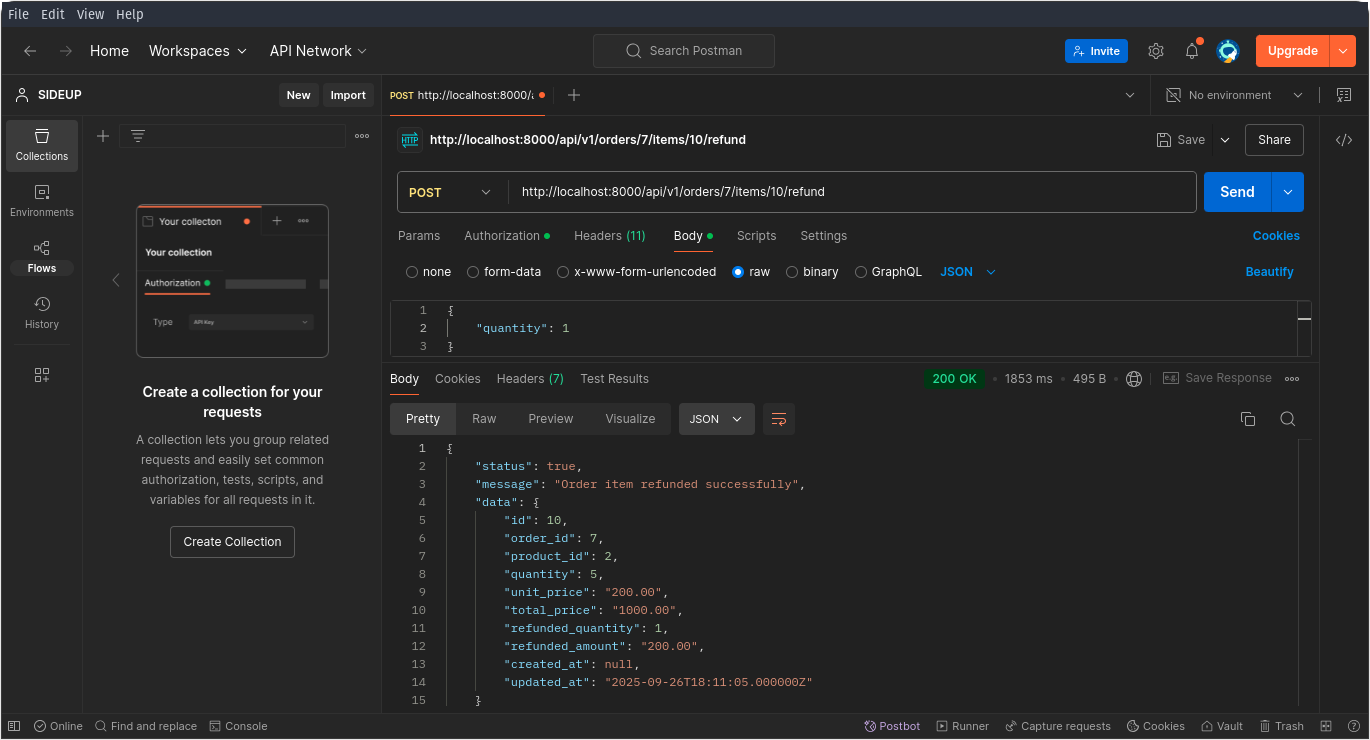 File Edit View Help
Home Workspaces API Network Search Postman Invite Upgrade
SIDEUP New Import POST http://localhost:8000/a No environment
Collections
Environments
Flows
History
Your collecton
Your collection
Authorization
Type API Key
Create a collection for your
requests
A collection lets you group related
requests and easily set common
authorization, tests, scripts, and
variables for all requests in it.
Create Collection
HTTP http://localhost:8000/api/v1/orders/7/items/10/refund Save Share
POST http://localhost:8000/api/v1/orders/7/items/10/refund Send
Params Authorization Headers (11) Body Scripts Settings Cookies
none form-data x-www-form-urlencoded raw binary GraphQL JSON Beautify
1 {
2 "quantity": 1
3 }
Body Cookies Headers (7) Test Results 200 OK • 1853 ms • 495 B e.g. Save Response
Pretty Raw Preview Visualize JSON
1 {
2 "status": true,
3 "message": "Order item refunded successfully",
4 "data": {
5 "id": 10,
6 "order_id": 7,
7 "product_id": 2,
8 "quantity": 5,
9 "unit_price": "200.00",
10 "total_price": "1000.00",
11 "refunded_quantity": 1,
12 "refunded_amount": "200.00",
13 "created_at": null,
14 "updated_at": "2025-09-26T18:11:05.000000Z"
15 }
Online Find and replace Console Postbot Runner Capture requests Cookies Vault Trash